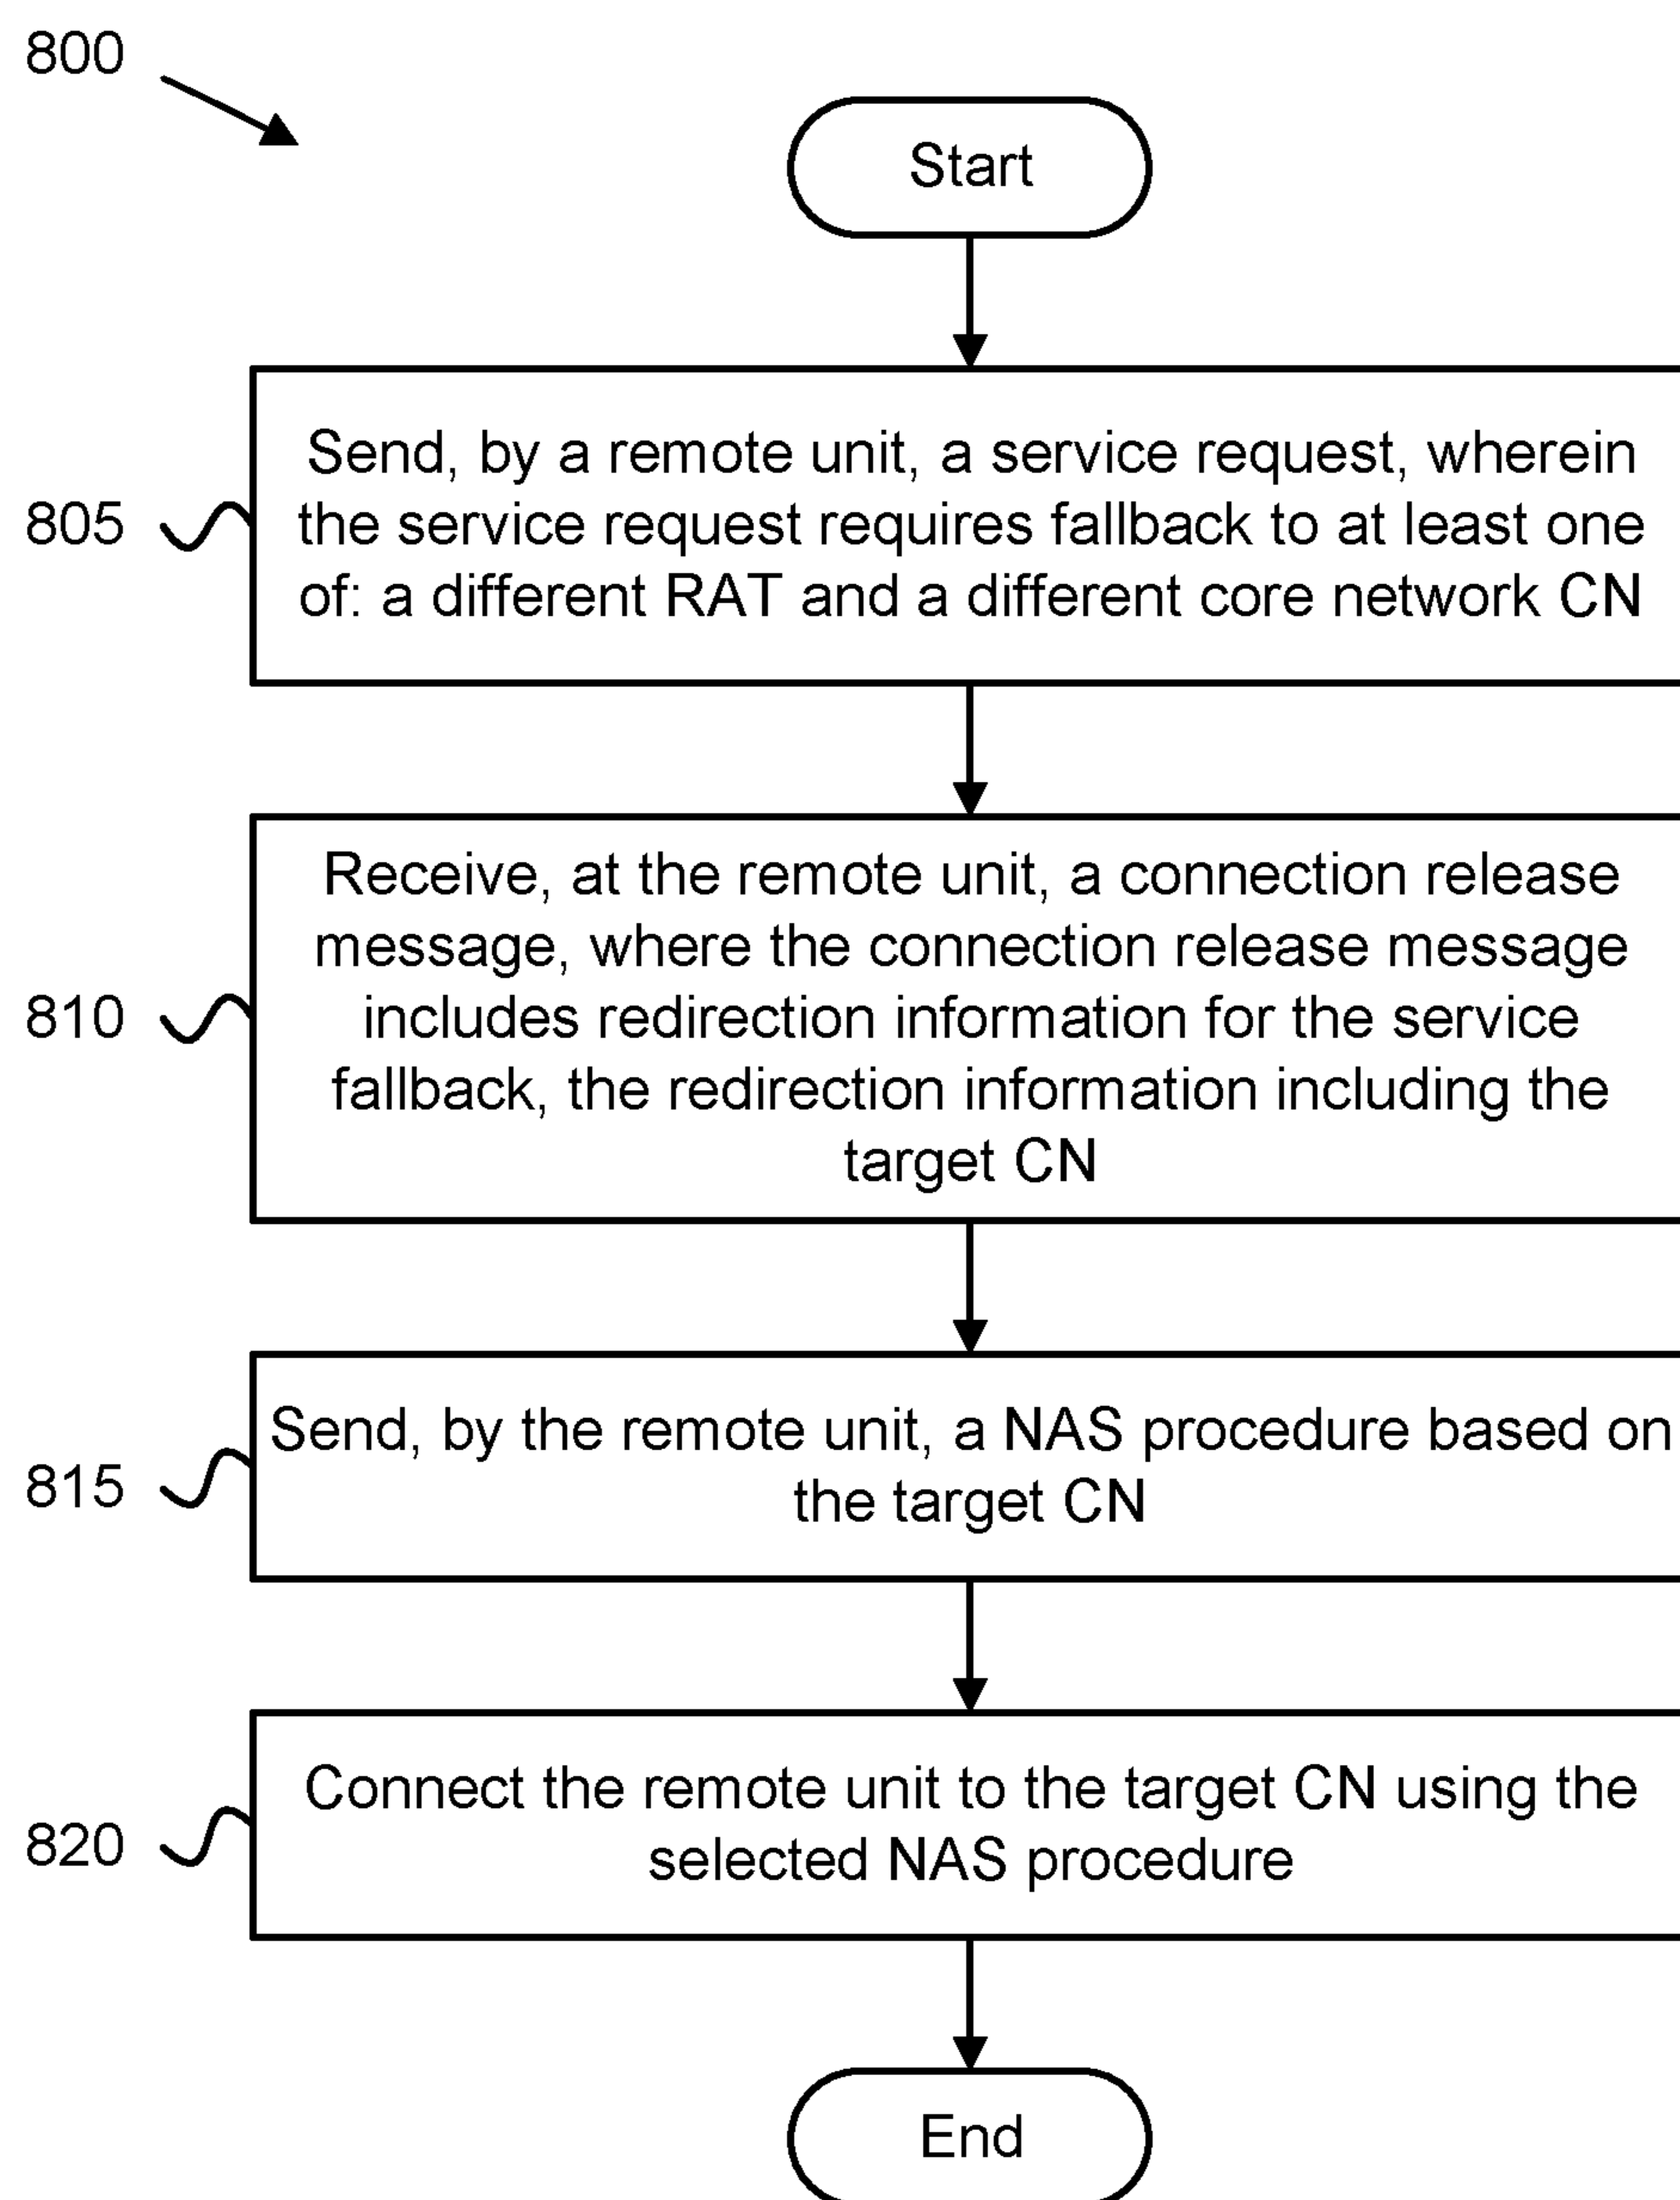 800
Start
805
Send, by a remote unit, a service request, wherein
the service request requires fallback to at least one
of: a different RAT and a different core network CN
810
Receive, at the remote unit, a connection release
message, where the connection release message
includes redirection information for the service
fallback, the redirection information including the
target CN
815
Send, by the remote unit, a NAS procedure based on
the target CN
820
Connect the remote unit to the target CN using the
selected NAS procedure
End